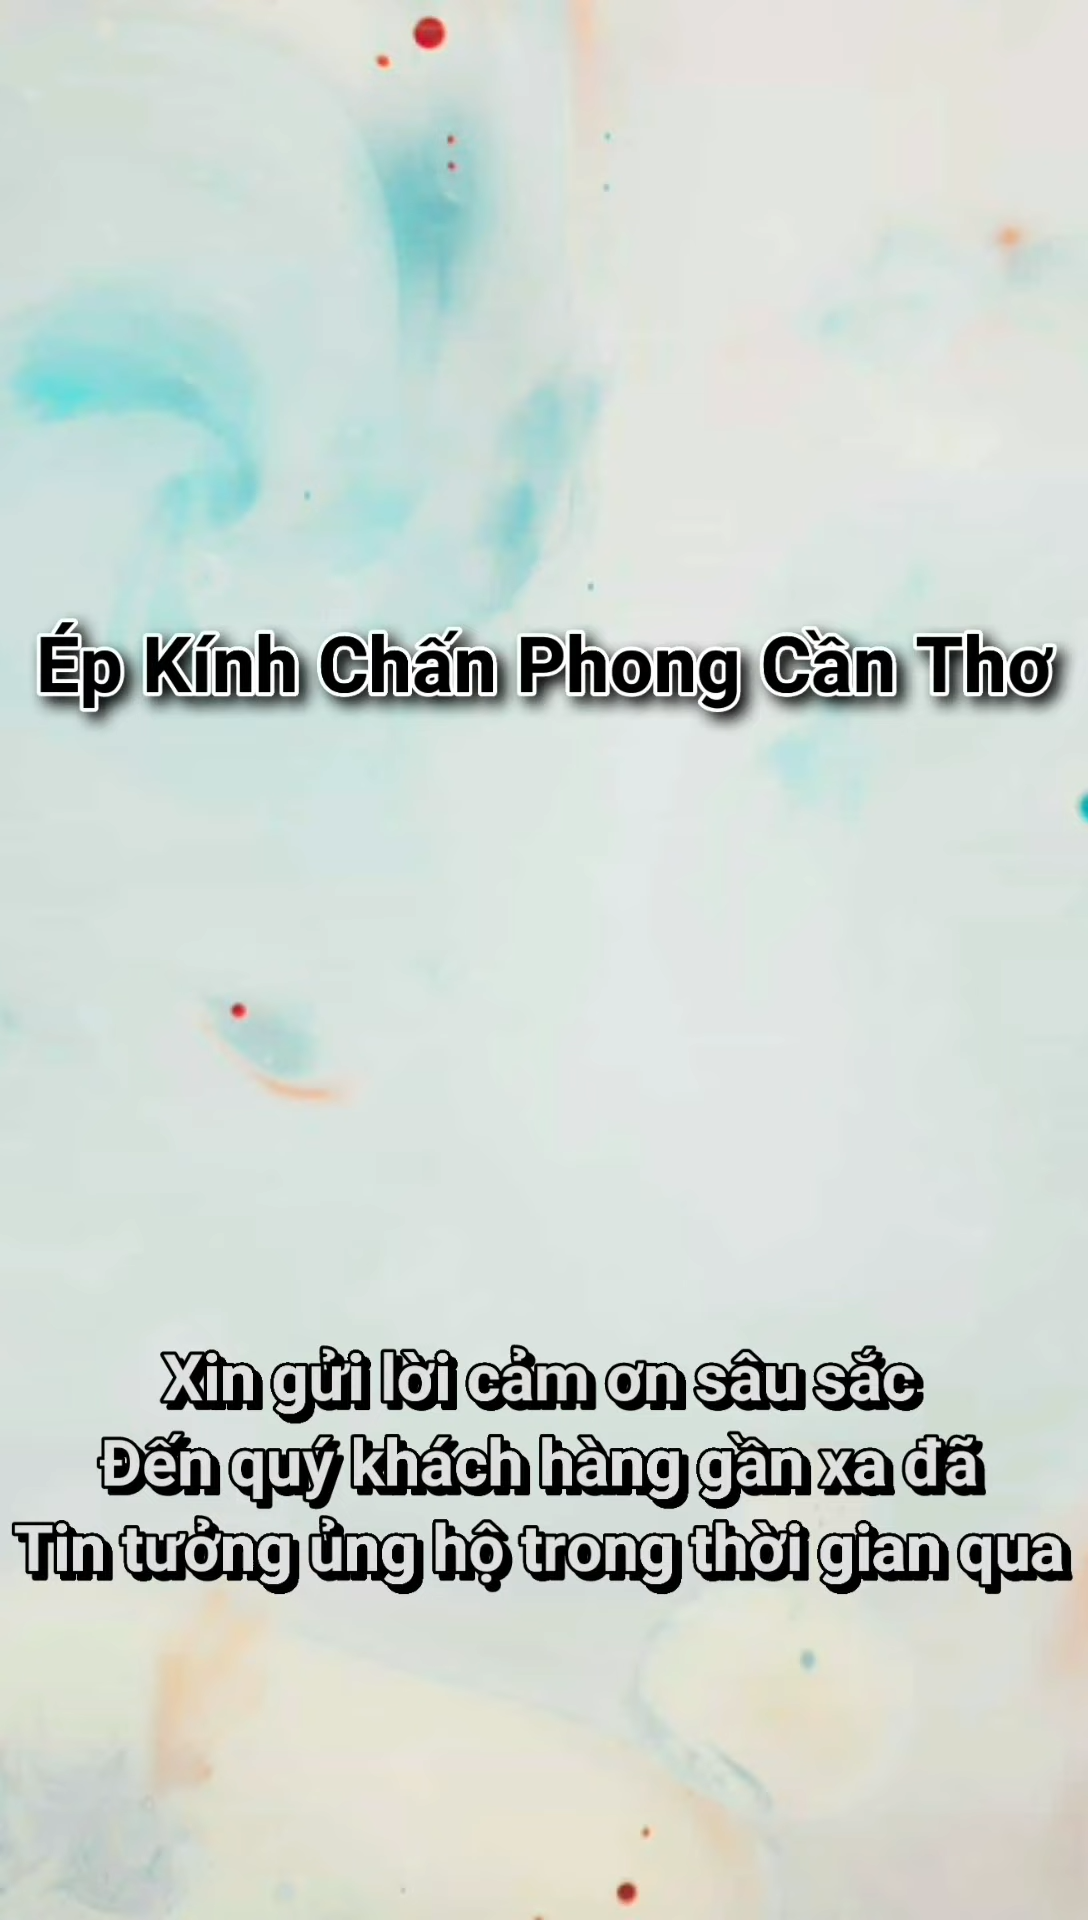 Ép Kính Chấn Phong Cần Thơ
Xin gửi lời cảm ơn sâu sắc
Đến quý khách hàng gần xa đã
Tin tưởng ủng hộ trong thời gian qua